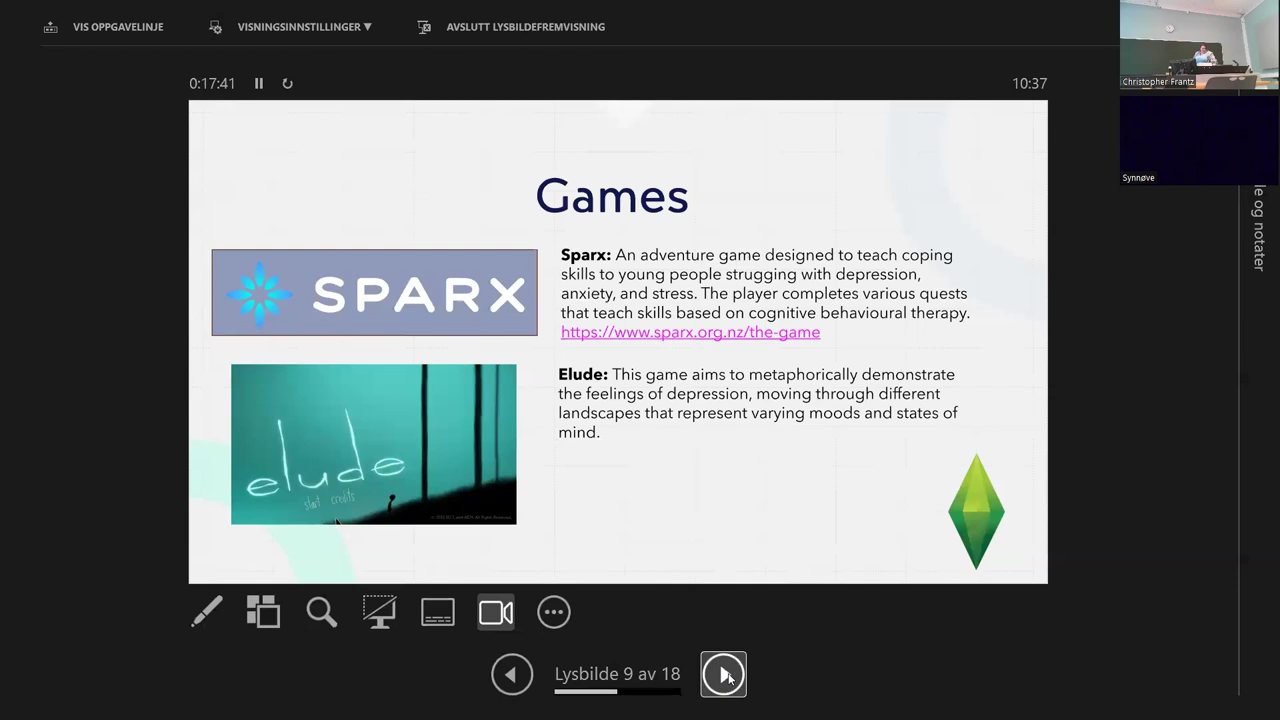 VIS OPPGAVELINJE
VISNINGSINNSTILLINGER ▼
AVSLUTT LYSBILDEFREMVISNING
Christopher Frantz
Synnøve
le og notater
0:17:41
10:37
Games
SPARX
Sparx: An adventure game designed to teach coping
skills to young people struggling with depression,
anxiety, and stress. The player completes various quests
that teach skills based on cognitive behavioural therapy.
https://www.sparx.org.nz/the-game
elude
start credits
Elude: This game aims to metaphorically demonstrate
the feelings of depression, moving through different
landscapes that represent varying moods and states of
mind.
Lysbilde 9 av 18